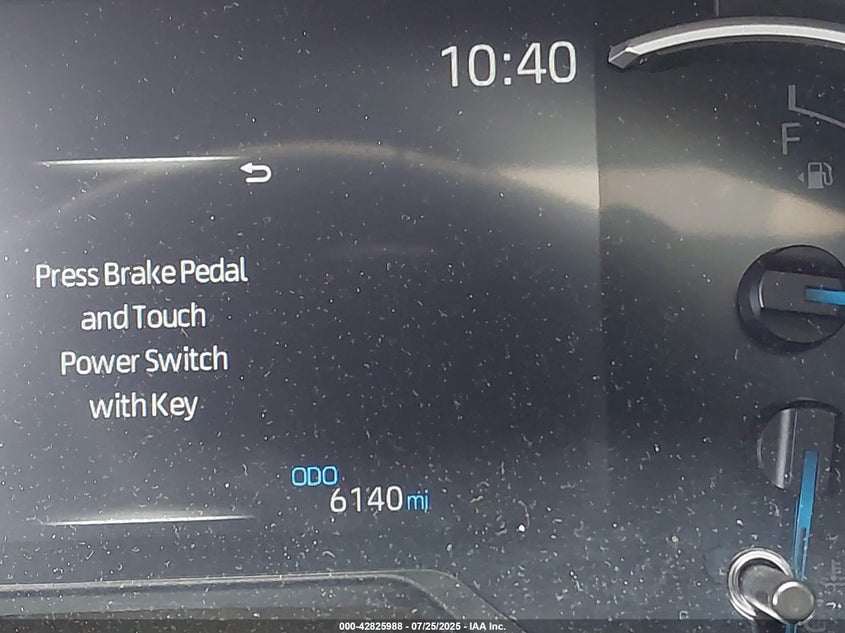 10:40
F
Press Brake Pedal
and Touch
Power Switch
with Key
ODO
6140 mi
000-42825988 - 07/25/2025 - IAA Inc.